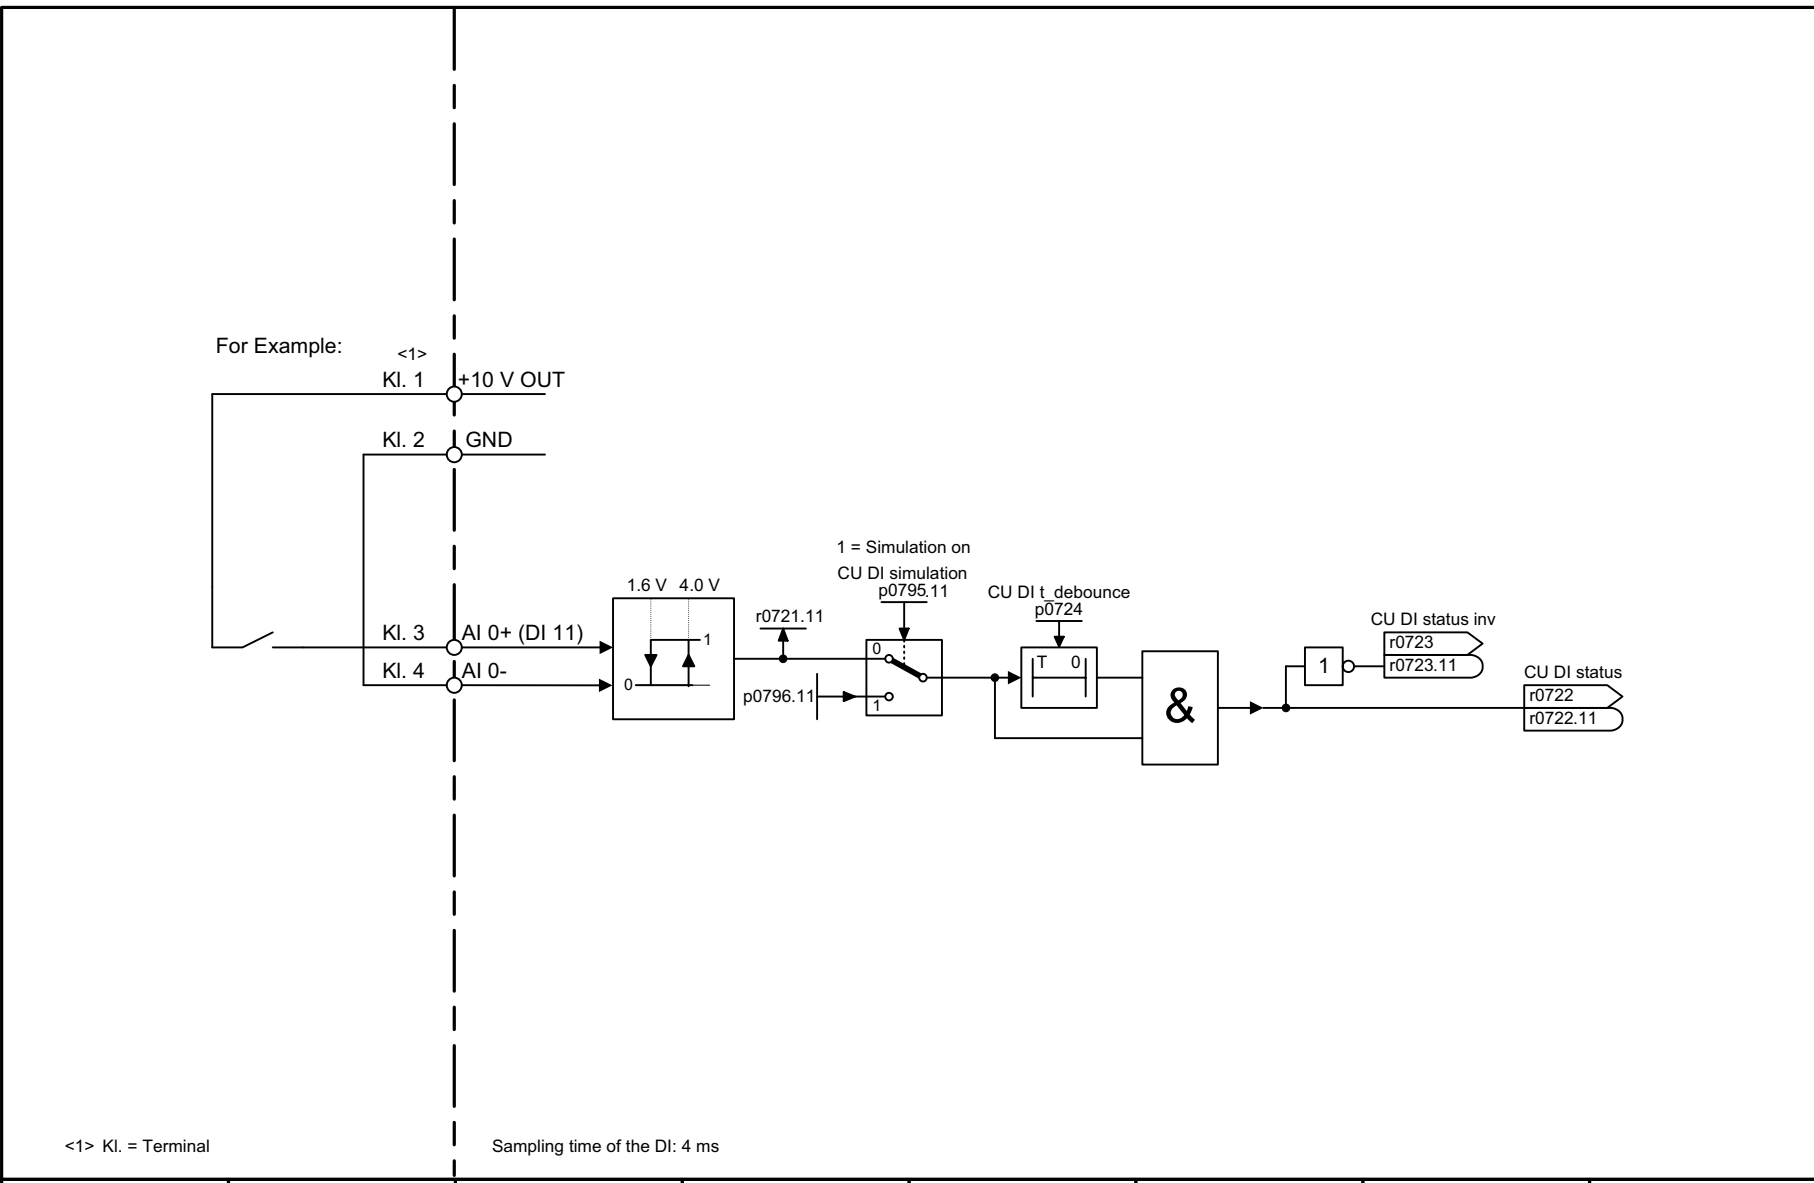 For Example:
<1>
Kl. 1 +10 V OUT
Kl. 2 GND
1 = Simulation on
CU DI simulation
p0795.11
1.6 V 4.0 V
CU DI t_debounce
p0724
r0721.11
CU DI status inv
r0723
r0723.11
Kl. 3 AI 0+ (DI 11)
Kl. 4 AI 0-
1
0
0
1
p0796.11
T 0
&
1
CU DI status
r0722
r0722.11
<1> Kl. = Terminal
Sampling time of the DI: 4 ms